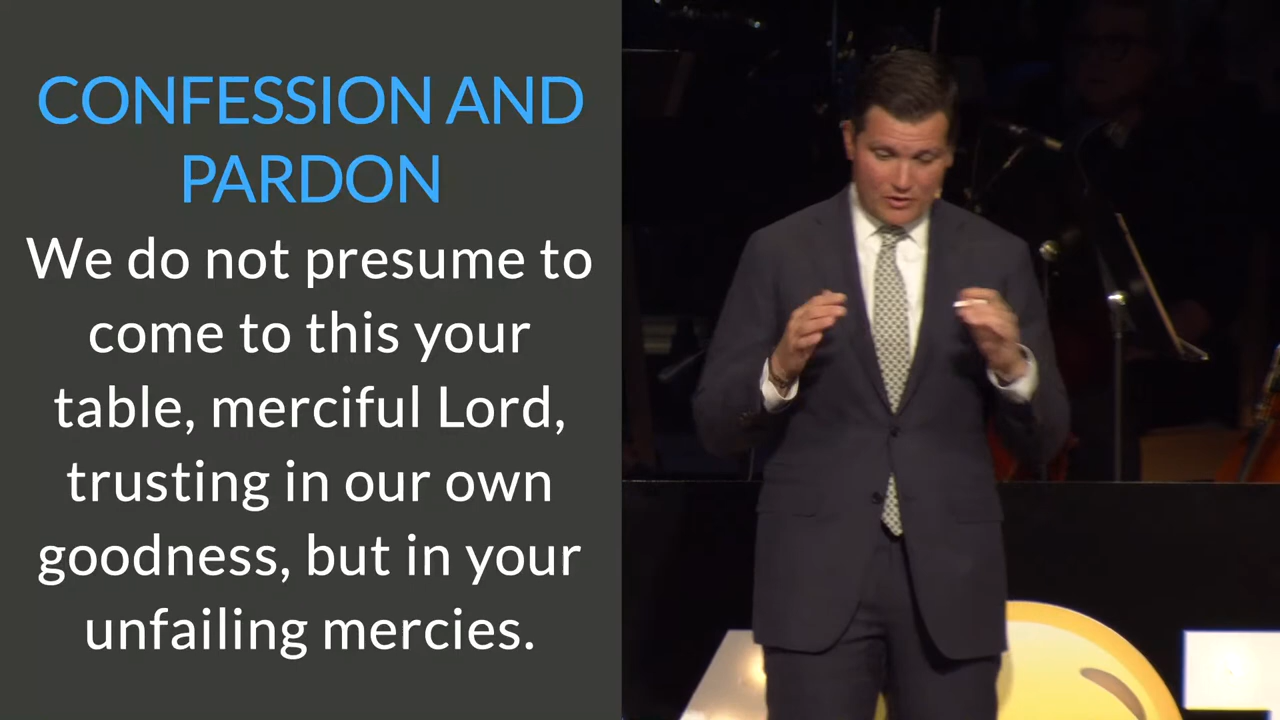 CONFESSION AND
PARDON
We do not presume to
come to this your
table, merciful Lord,
trusting in our own
goodness, but in your
unfailing mercies.